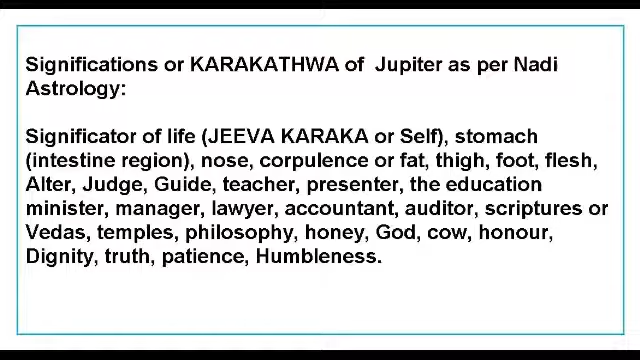 Significations or KARAKATHWA of  Jupiter as per Nadi
Astrology:
Significator of life (JEEVA KARAKA or Self), stomach
(intestine region), nose, corpulence or fat, thigh, foot, flesh,
Alter, Judge, Guide, teacher, presenter, the education
minister, manager, lawyer, accountant, auditor, scriptures or
Vedas, temples, philosophy, honey, God, cow, honour,
Dignity, truth, patience, Humbleness.